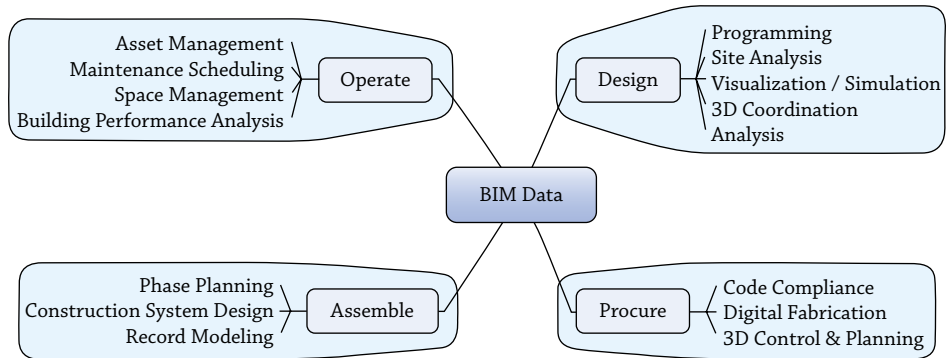 Asset Management
Maintenance Scheduling
Space Management
Building Performance Analysis
Operate
Design
Programming
Site Analysis
Visualization / Simulation
3D Coordination
Analysis
BIM Data
Phase Planning
Construction System Design
Record Modeling
Assemble
Procure
Code Compliance
Digital Fabrication
3D Control & Planning